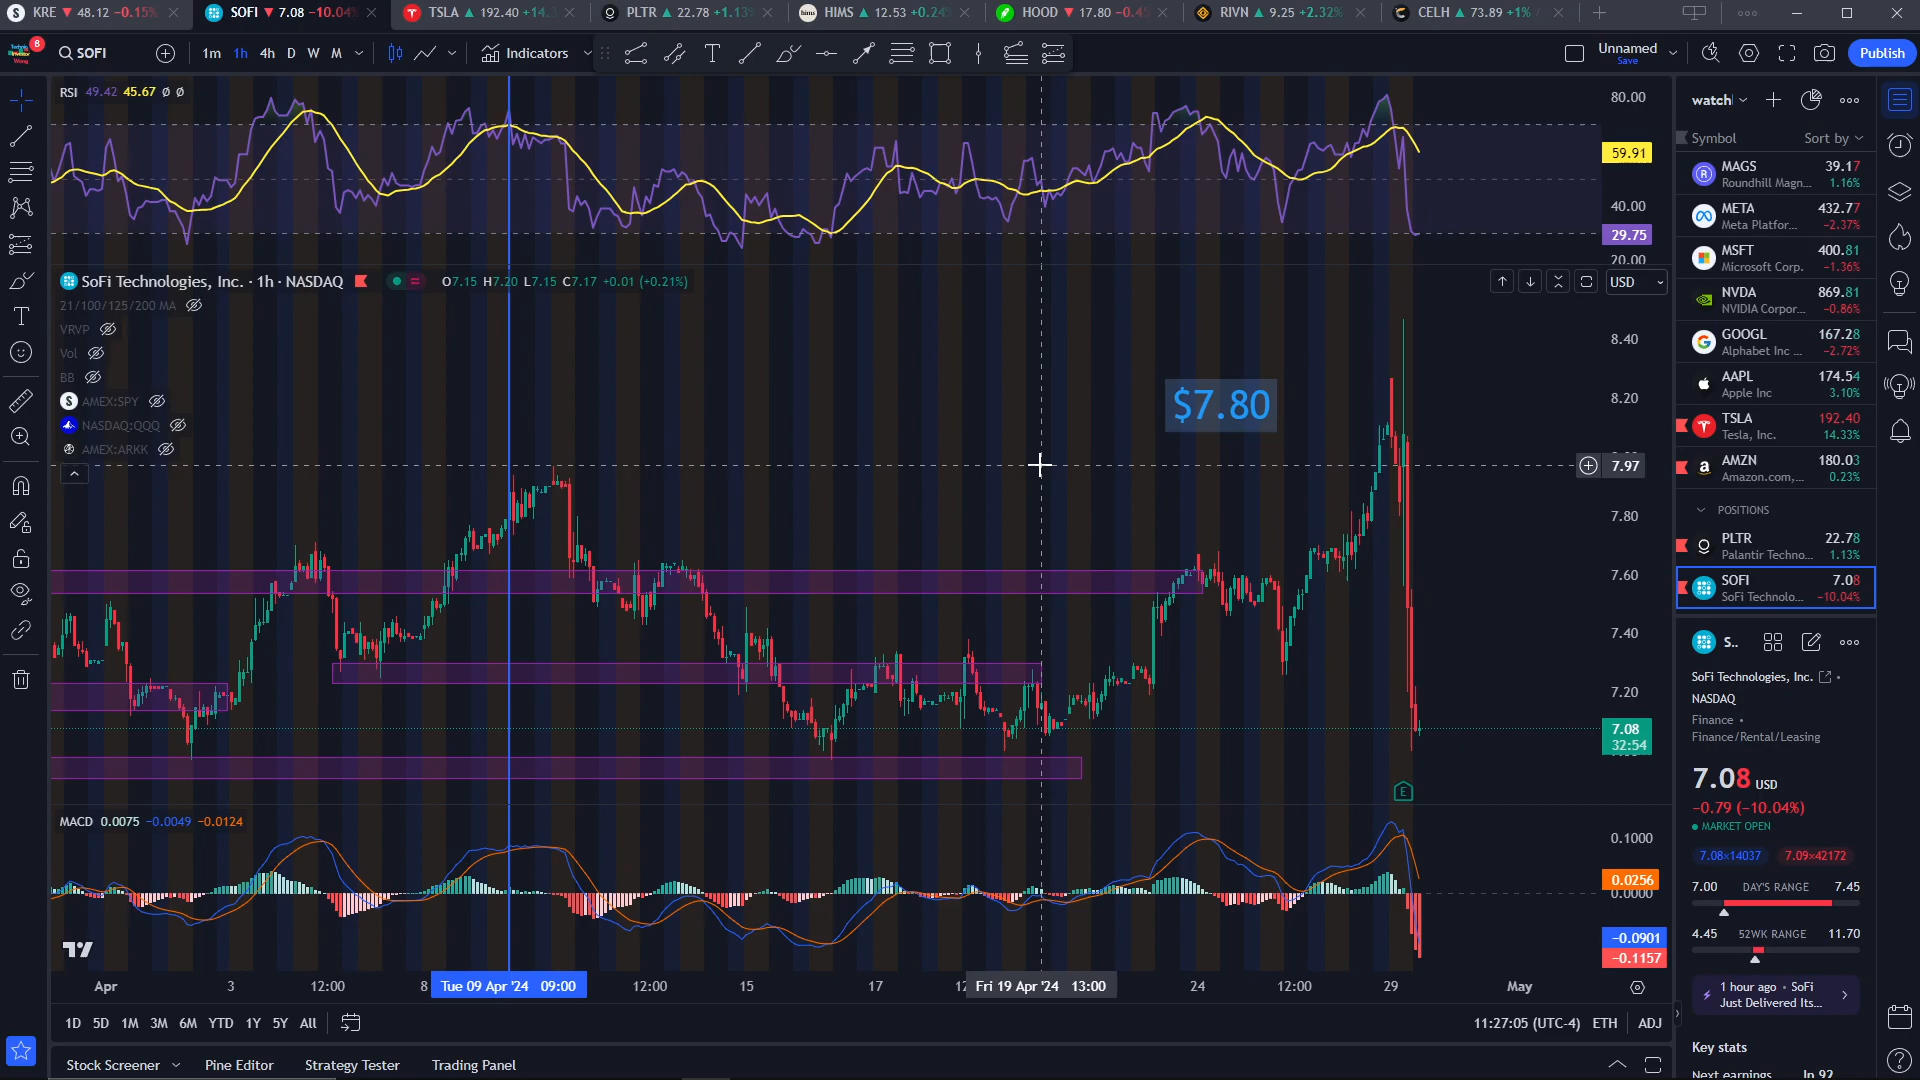 KRE ▼ 48.12 −0.15%
SOFI ▼ 7.08 −10.04%
TSLA ▲ 192.40 +14.3
PLTR ▲ 22.78 +1.13%
HIMS ▲ 12.53 +0.24%
HOOD ▼ 17.80 −0.4
RIVN ▲ 9.25 +2.32%
CELH ▲ 73.89 +1%
8
SOFI
1m 1h 4h D W M
Indicators
Unnamed
Save
Publish
RSI 49.42 45.67 Ø Ø
80.00
59.91
40.00
29.75
20.00
SoFi Technologies, Inc. · 1h · NASDAQ
O7.15 H7.20 L7.15 C7.17 +0.01 (+0.21%)
USD
21/100/125/200 MA
VRVP
Vol
BB
AMEX:SPY
NASDAQ:QQQ
AMEX:ARKK
$7.80
8.40
8.20
7.97
7.80
7.60
7.40
7.20
7.08
32:54
E
MACD 0.0075 −0.0049 −0.0124
0.1000
0.0256
0.0000
−0.0901
−0.1157
Apr 3 12:00 8 Tue 09 Apr '24 09:00 12:00 15 17 Fri 19 Apr '24 13:00 24 12:00 29 May
1D 5D 1M 3M 6M YTD 1Y 5Y All
11:27:05 (UTC-4) ETH ADJ
Stock Screener Pine Editor Strategy Tester Trading Panel
watchl
Symbol Sort by
MAGS 39.17
Roundhill Magn... 1.16%
META 432.77
Meta Platfor... −2.37%
MSFT 400.81
Microsoft Corp. −1.36%
NVDA 869.81
NVIDIA Corpor... −0.86%
GOOGL 167.28
Alphabet Inc ... −2.72%
AAPL 174.54
Apple Inc 3.10%
TSLA 192.40
Tesla, Inc. 14.33%
AMZN 180.03
Amazon.com,... 0.23%
POSITIONS
PLTR 22.78
Palantir Techno... 1.13%
SOFI 7.08
SoFi Technolo... −10.04%
S..
SoFi Technologies, Inc. •
NASDAQ
Finance •
Finance/Rental/Leasing
7.08 USD
−0.79 (−10.04%)
MARKET OPEN
7.08×14037 7.09×42172
7.00 DAY'S RANGE 7.45
4.45 52WK RANGE 11.70
1 hour ago • SoFi
Just Delivered Its...
Key stats
Next earnings In 92